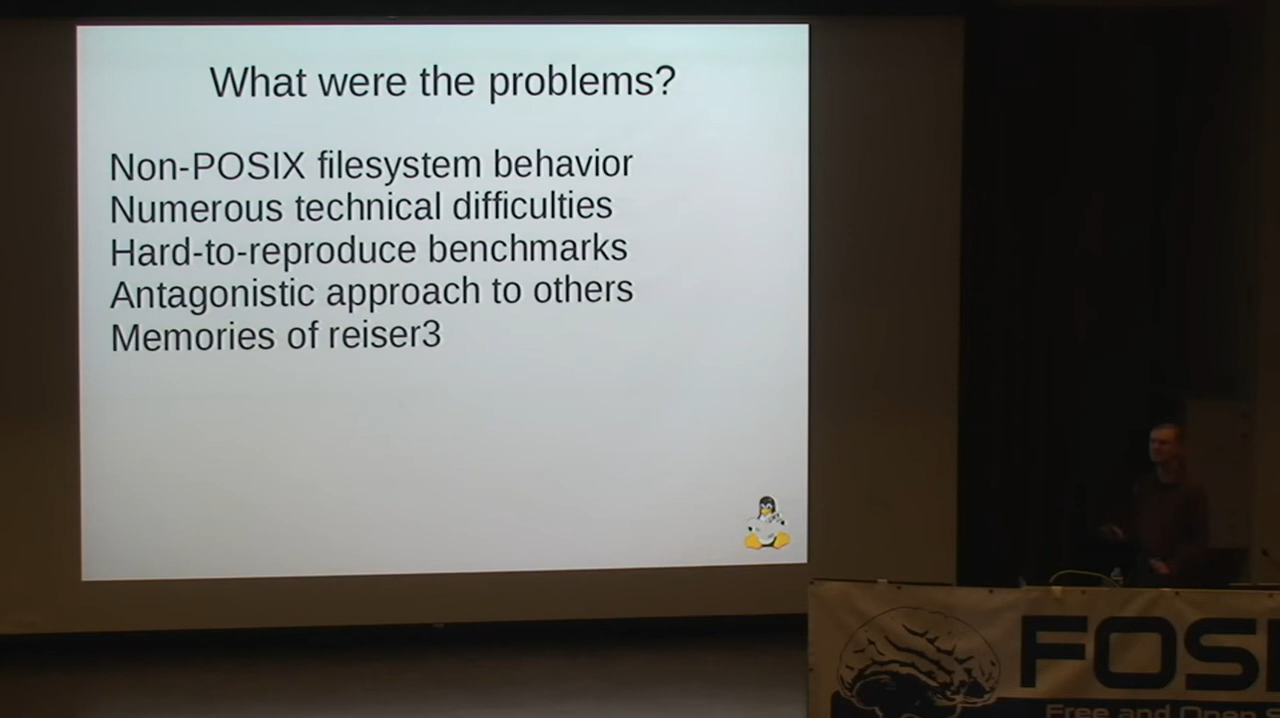 What were the problems?
Non-POSIX filesystem behavior
Numerous technical difficulties
Hard-to-reproduce benchmarks
Antagonistic approach to others
Memories of reiser3
FOS
Free and Open